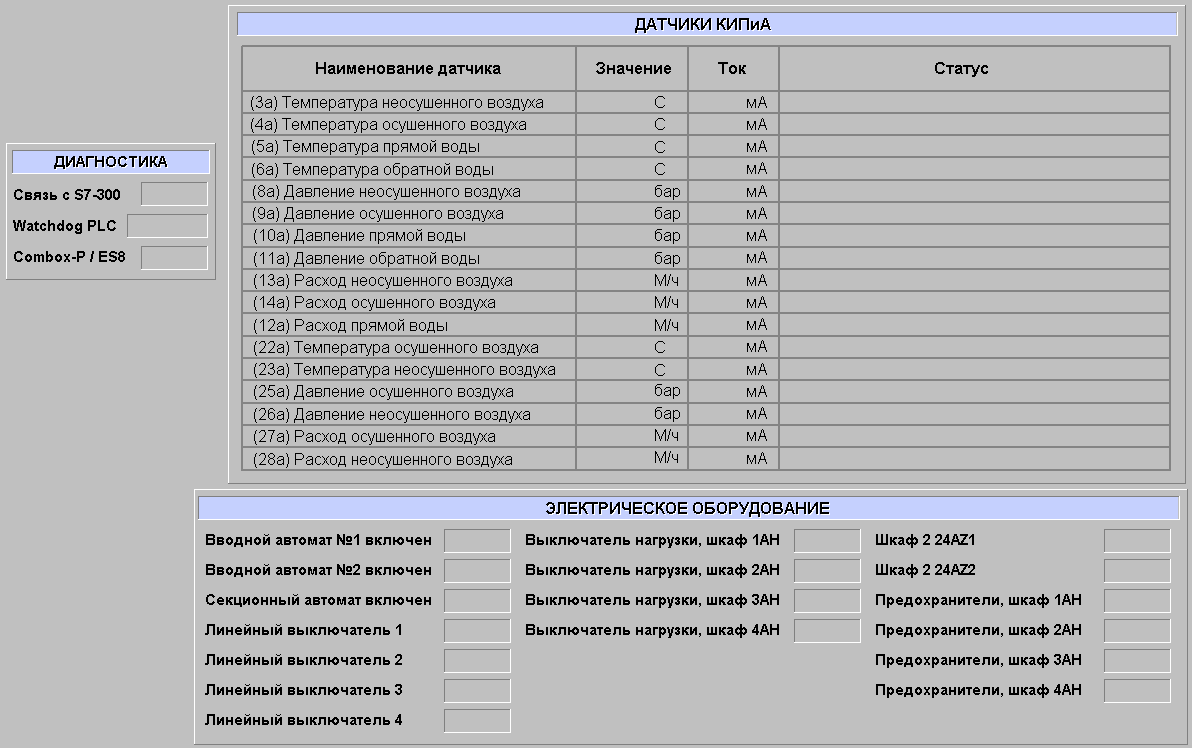 ДАТЧИКИ КИПиА
Наименование датчика Значение Ток Статус
(3а) Температура неосушенного воздуха С мА
(4а) Температура осушенного воздуха С мА
(5а) Температура прямой воды С мА
(6а) Температура обратной воды С мА
(8а) Давление неосушенного воздуха бар мА
(9а) Давление осушенного воздуха бар мА
(10а) Давление прямой воды бар мА
(11а) Давление обратной воды бар мА
(13а) Расход неосушенного воздуха М/ч мА
(14а) Расход осушенного воздуха М/ч мА
(12а) Расход прямой воды М/ч мА
(22а) Температура осушенного воздуха С мА
(23а) Температура неосушенного воздуха С мА
(25а) Давление осушенного воздуха бар мА
(26а) Давление неосушенного воздуха бар мА
(27а) Расход осушенного воздуха М/ч мА
(28а) Расход неосушенного воздуха М/ч мА
ДИАГНОСТИКА
Связь с S7-300
Watchdog PLC
Combox-P / ES8
ЭЛЕКТРИЧЕСКОЕ ОБОРУДОВАНИЕ
Вводной автомат №1 включен Выключатель нагрузки, шкаф 1АН Шкаф 2 24AZ1
Вводной автомат №2 включен Выключатель нагрузки, шкаф 2АН Шкаф 2 24AZ2
Секционный автомат включен Выключатель нагрузки, шкаф 3АН Предохранители, шкаф 1АН
Линейный выключатель 1 Выключатель нагрузки, шкаф 4АН Предохранители, шкаф 2АН
Линейный выключатель 2 Предохранители, шкаф 3АН
Линейный выключатель 3 Предохранители, шкаф 4АН
Линейный выключатель 4